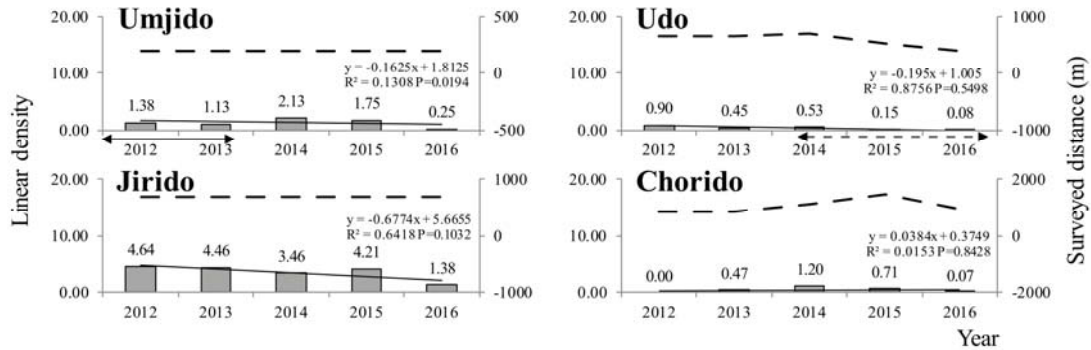 Linear density
Surveyed distance (m)
Year
Umjido
20.00
10.00
0.00
500
0
-500
y = -0.1625x + 1.8125
R² = 0.1308 P=0.0194
1.38 1.13 2.13 1.75 0.25
2012 2013 2014 2015 2016
Udo
20.00
10.00
0.00
1000
0
-1000
y = -0.195x + 1.005
R² = 0.8756 P=0.5498
0.90 0.45 0.53 0.15 0.08
2012 2013 2014 2015 2016
Jirido
20.00
10.00
0.00
1000
0
-1000
y = -0.6774x + 5.6655
R² = 0.6418 P=0.1032
4.64 4.46 3.46 4.21 1.38
2012 2013 2014 2015 2016
Chorido
20.00
10.00
0.00
2000
0
-2000
y = 0.0384x + 0.3749
R² = 0.0153 P=0.8428
0.00 0.47 1.20 0.71 0.07
2012 2013 2014 2015 2016